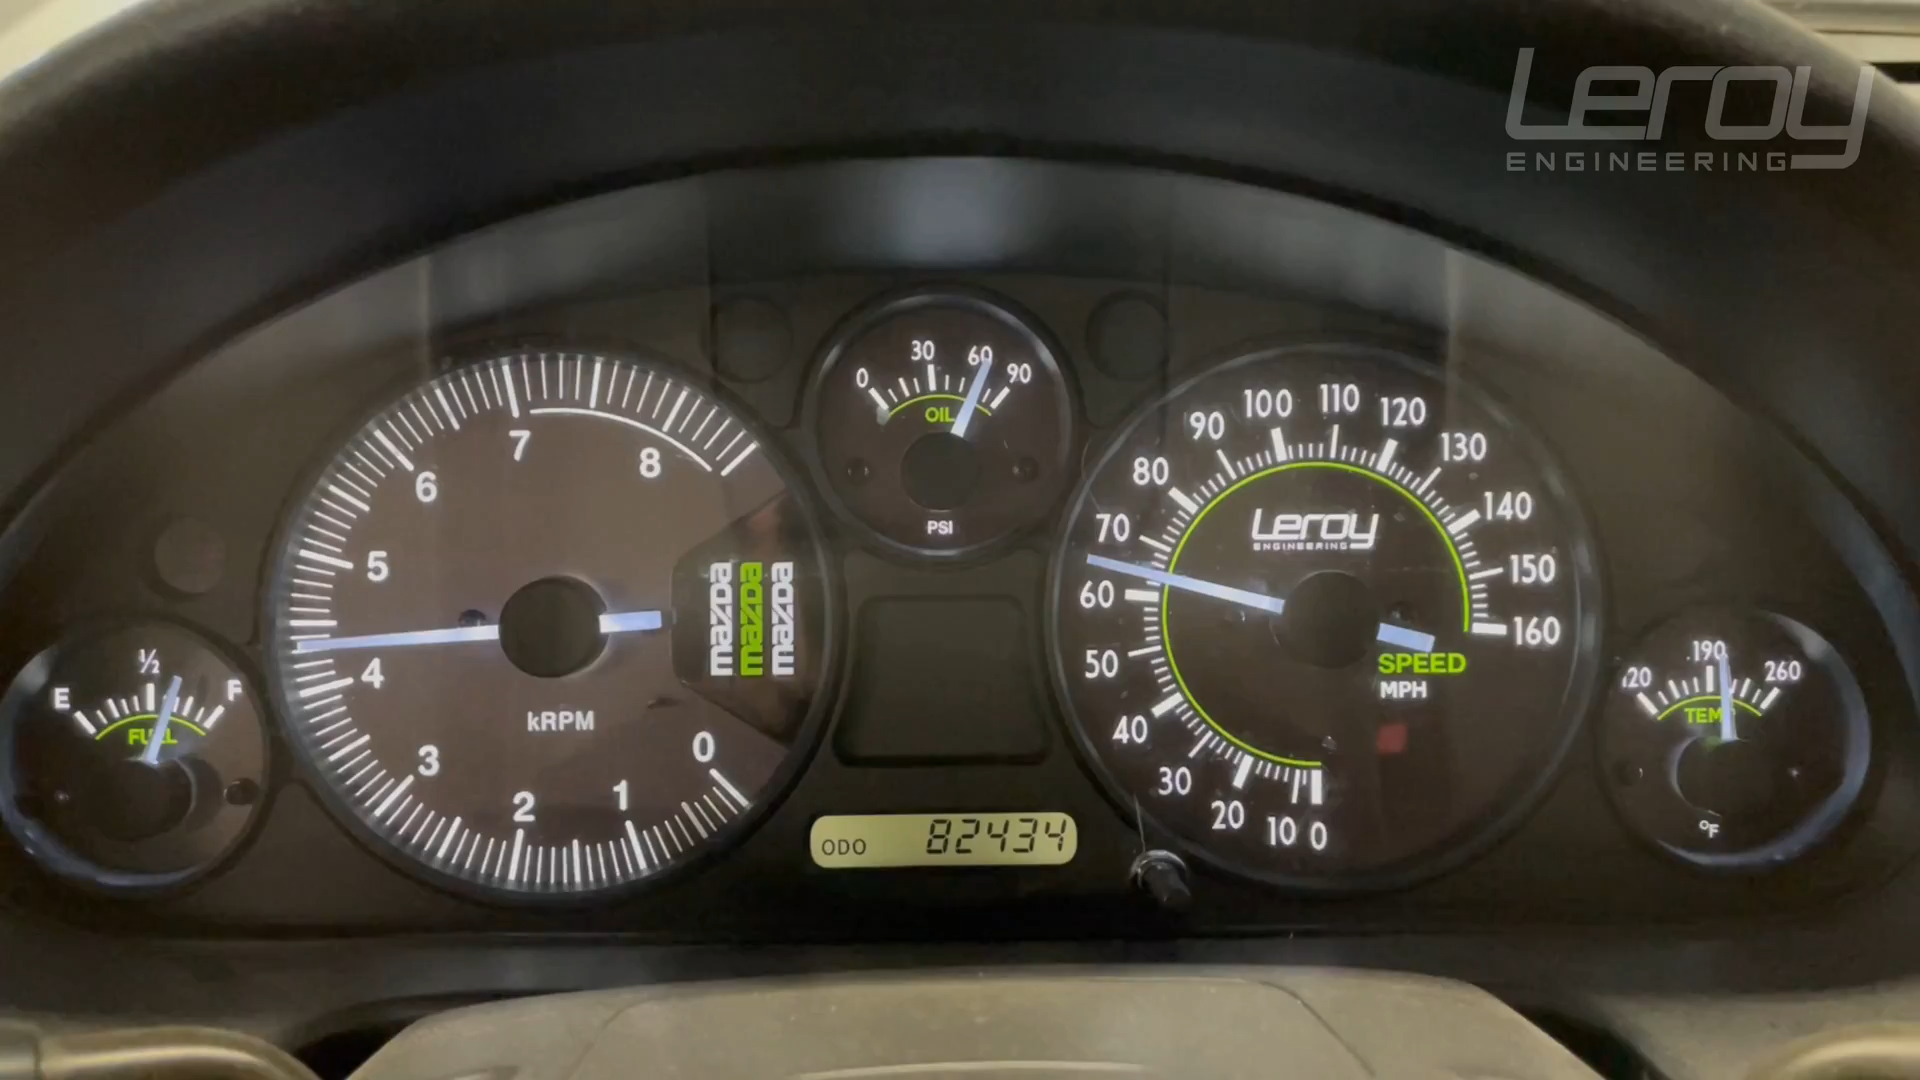 Leroy
ENGINEERING
0 30 60 90
OIL
PSI
0 1 2 3 4 5 6 7 8
kRPM
mazda
mazda
mazda
0 10 20 30 40 50 60 70 80 90 100 110 120 130 140 150 160
Leroy
ENGINEERING
SPEED
MPH
E ½ F
FUEL
120 190 260
TEMP
°F
ODO 82434